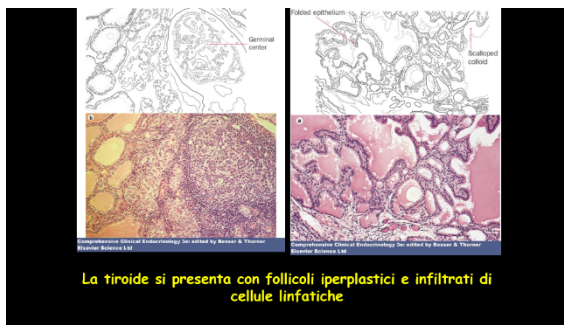 Germinal
center
b
Comprehensive Clinical Endocrinology 3e: edited by Besser & Thorner
Elsevier Science Ltd
Folded epithelium
Scalloped
colloid
a
Comprehensive Clinical Endocrinology 3e: edited by Besser & Thorner
Elsevier Science Ltd
La tiroide si presenta con follicoli iperplastici e infiltrati di
cellule linfatiche